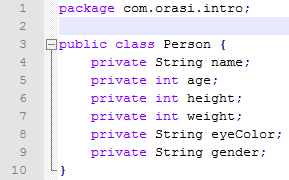 1 package com.orasi.intro;
2
3 public class Person {
4 private String name;
5 private int age;
6 private int height;
7 private int weight;
8 private String eyeColor;
9 private String gender;
10 }